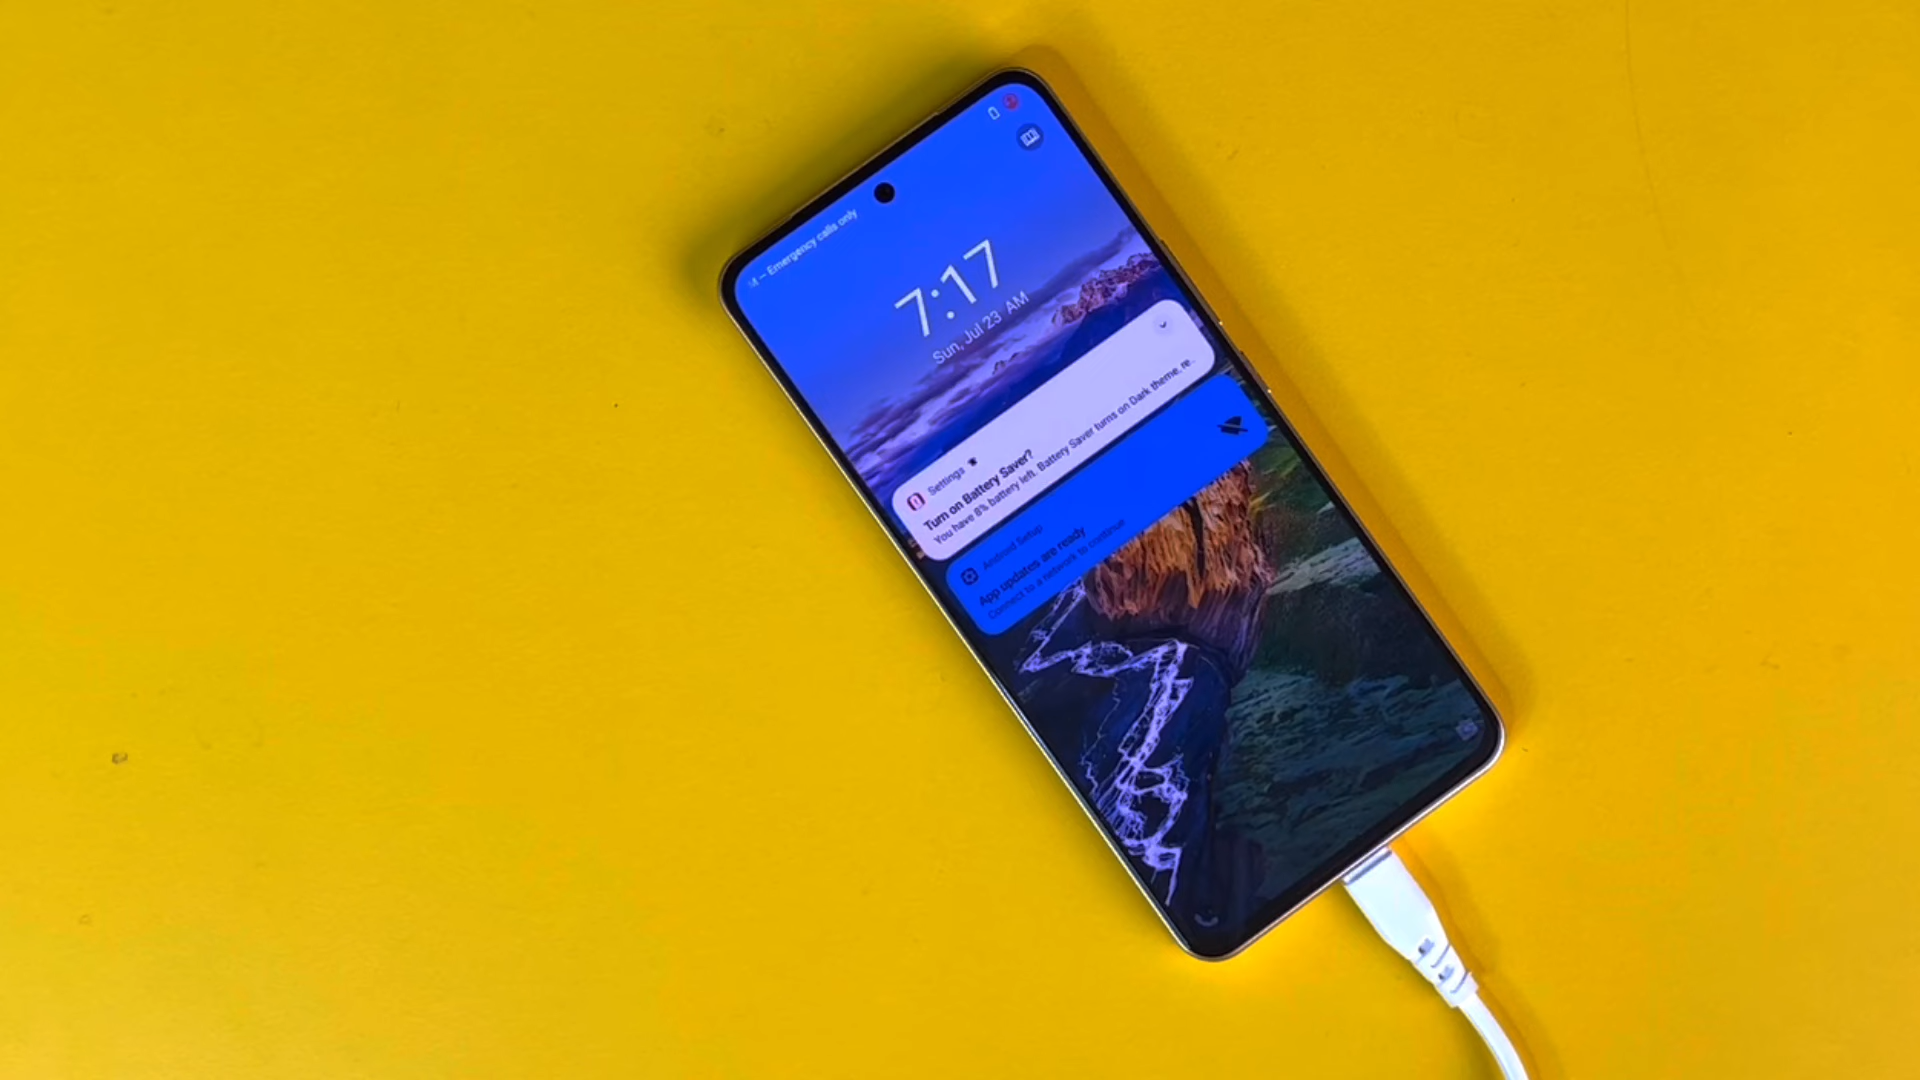 – Emergency calls only
7:17
Sun, Jul 23 AM
Settings
Turn on Battery Saver?
You have 8% battery left. Battery Saver turns on Dark theme, re..
Android Setup
App updates are ready
Connect to a network to continue